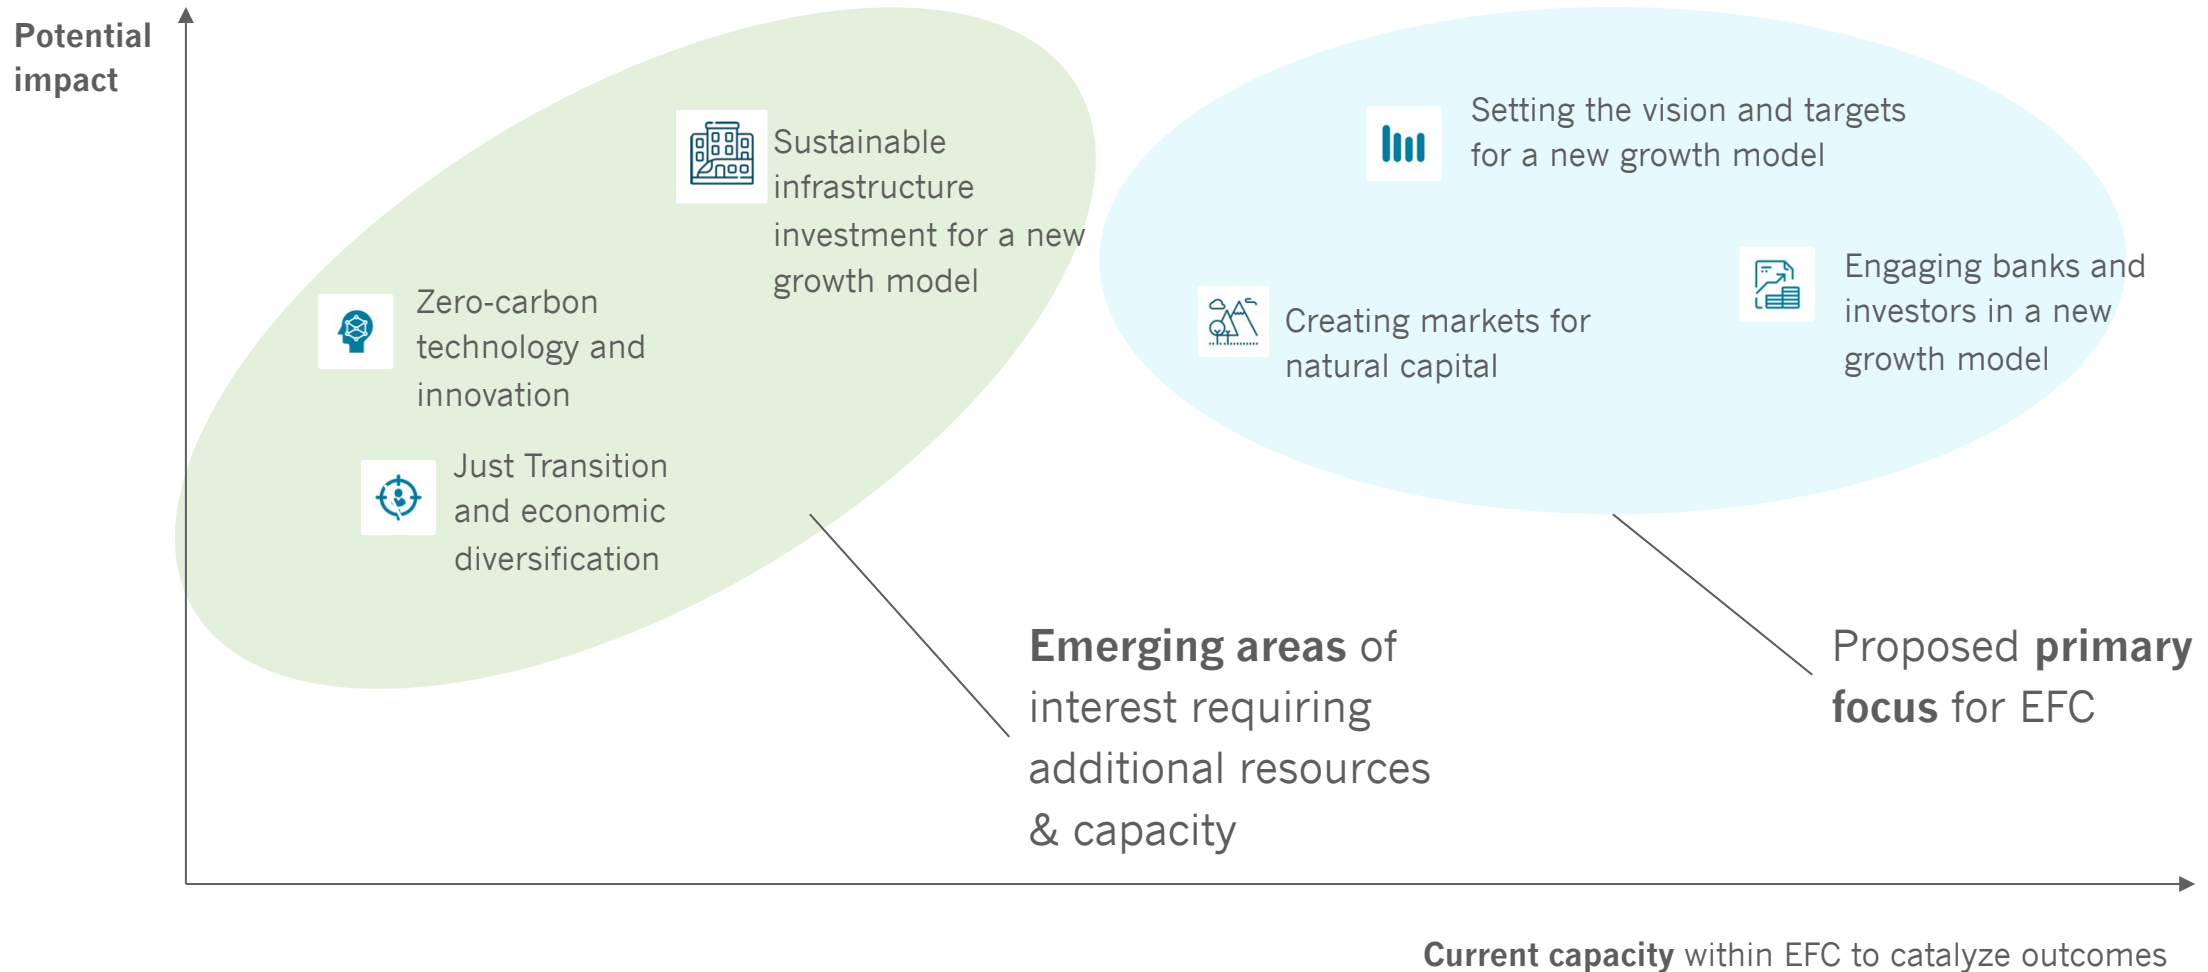 Potential
impact
Sustainable
infrastructure
investment for a new
growth model
Zero-carbon
technology and
innovation
Just Transition
and economic
diversification
Setting the vision and targets
for a new growth model
Creating markets for
natural capital
Engaging banks and
investors in a new
growth model
Emerging areas of
interest requiring
additional resources
& capacity
Proposed primary
focus for EFC
Current capacity within EFC to catalyze outcomes